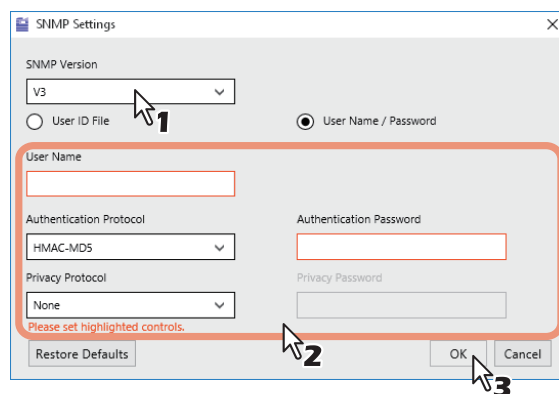 SNMP Settings
SNMP Version
V3
1
User ID File
User Name / Password
User Name
Authentication Protocol
Authentication Password
HMAC-MD5
Privacy Protocol
Privacy Password
None
Please set highlighted controls.
2
Restore Defaults
OK
Cancel
3